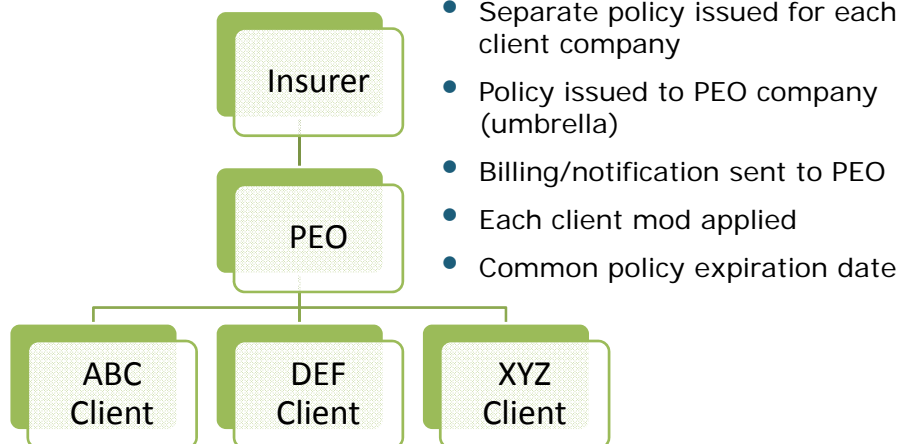 Insurer
PEO
ABC
Client
DEF
Client
XYZ
Client
• Separate policy issued for each
client company
• Policy issued to PEO company
(umbrella)
• Billing/notification sent to PEO
• Each client mod applied
• Common policy expiration date